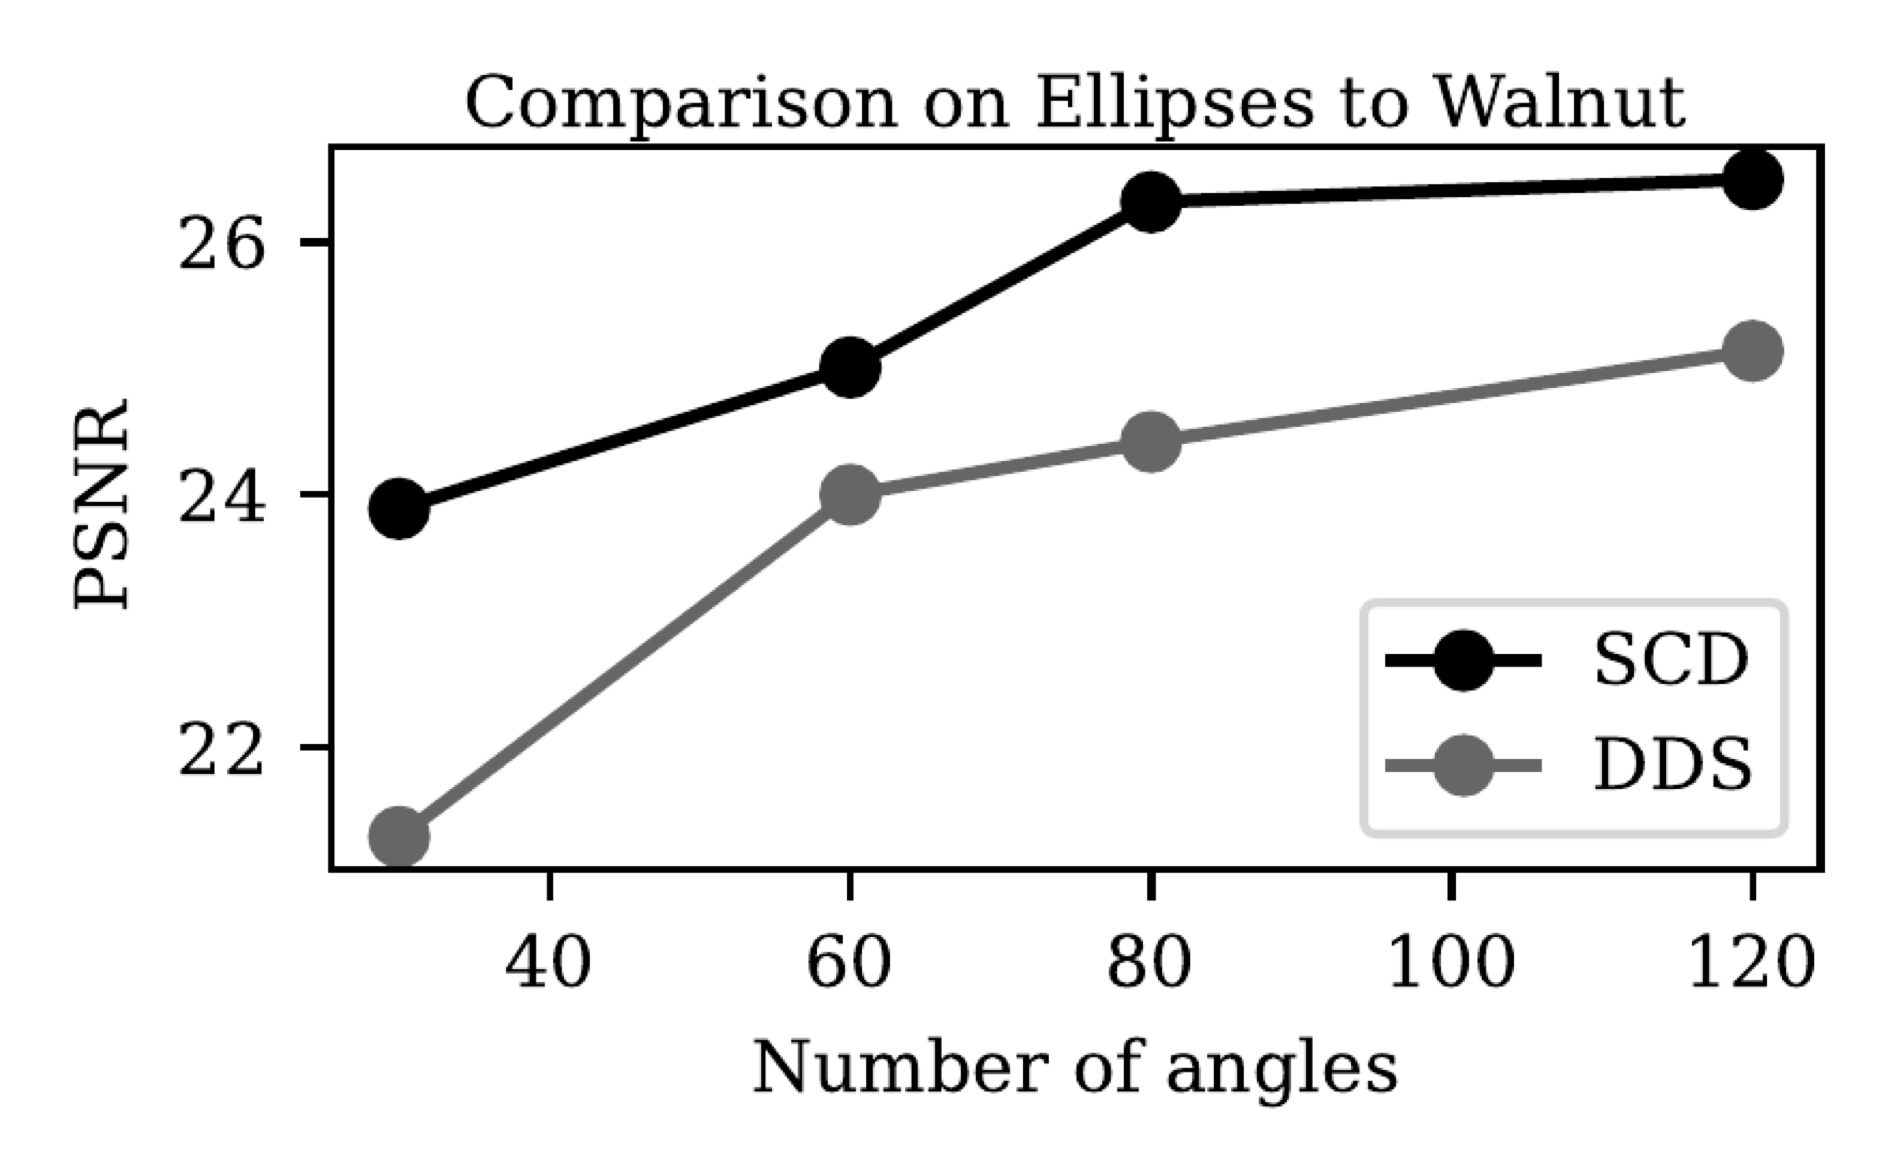 Comparison on Ellipses to Walnut
PSNR
26
24
22
SCD
DDS
40 60 80 100 120
Number of angles